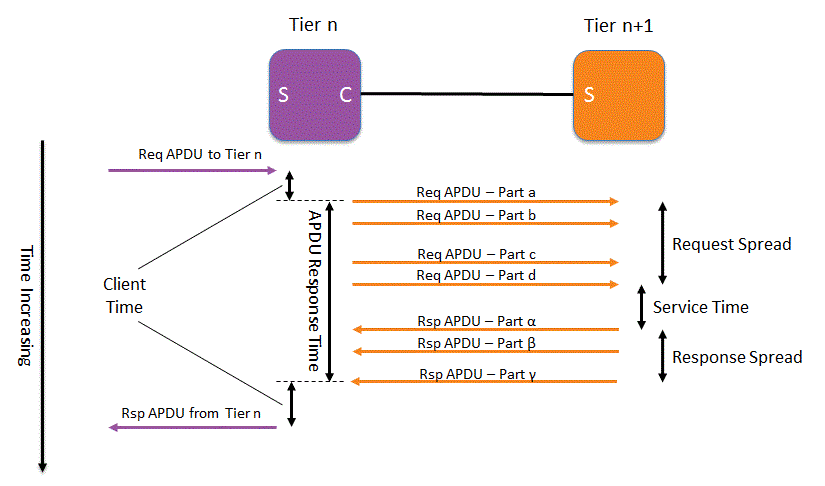 Tier n
Tier n+1
S
C
S
Req APDU to Tier n
Req APDU – Part a
Req APDU – Part b
Req APDU – Part c
Req APDU – Part d
Rsp APDU – Part α
Rsp APDU – Part β
Rsp APDU – Part γ
Request Spread
Service Time
Response Spread
APDU Response Time
Client
Time
Time Increasing
Rsp APDU from Tier n